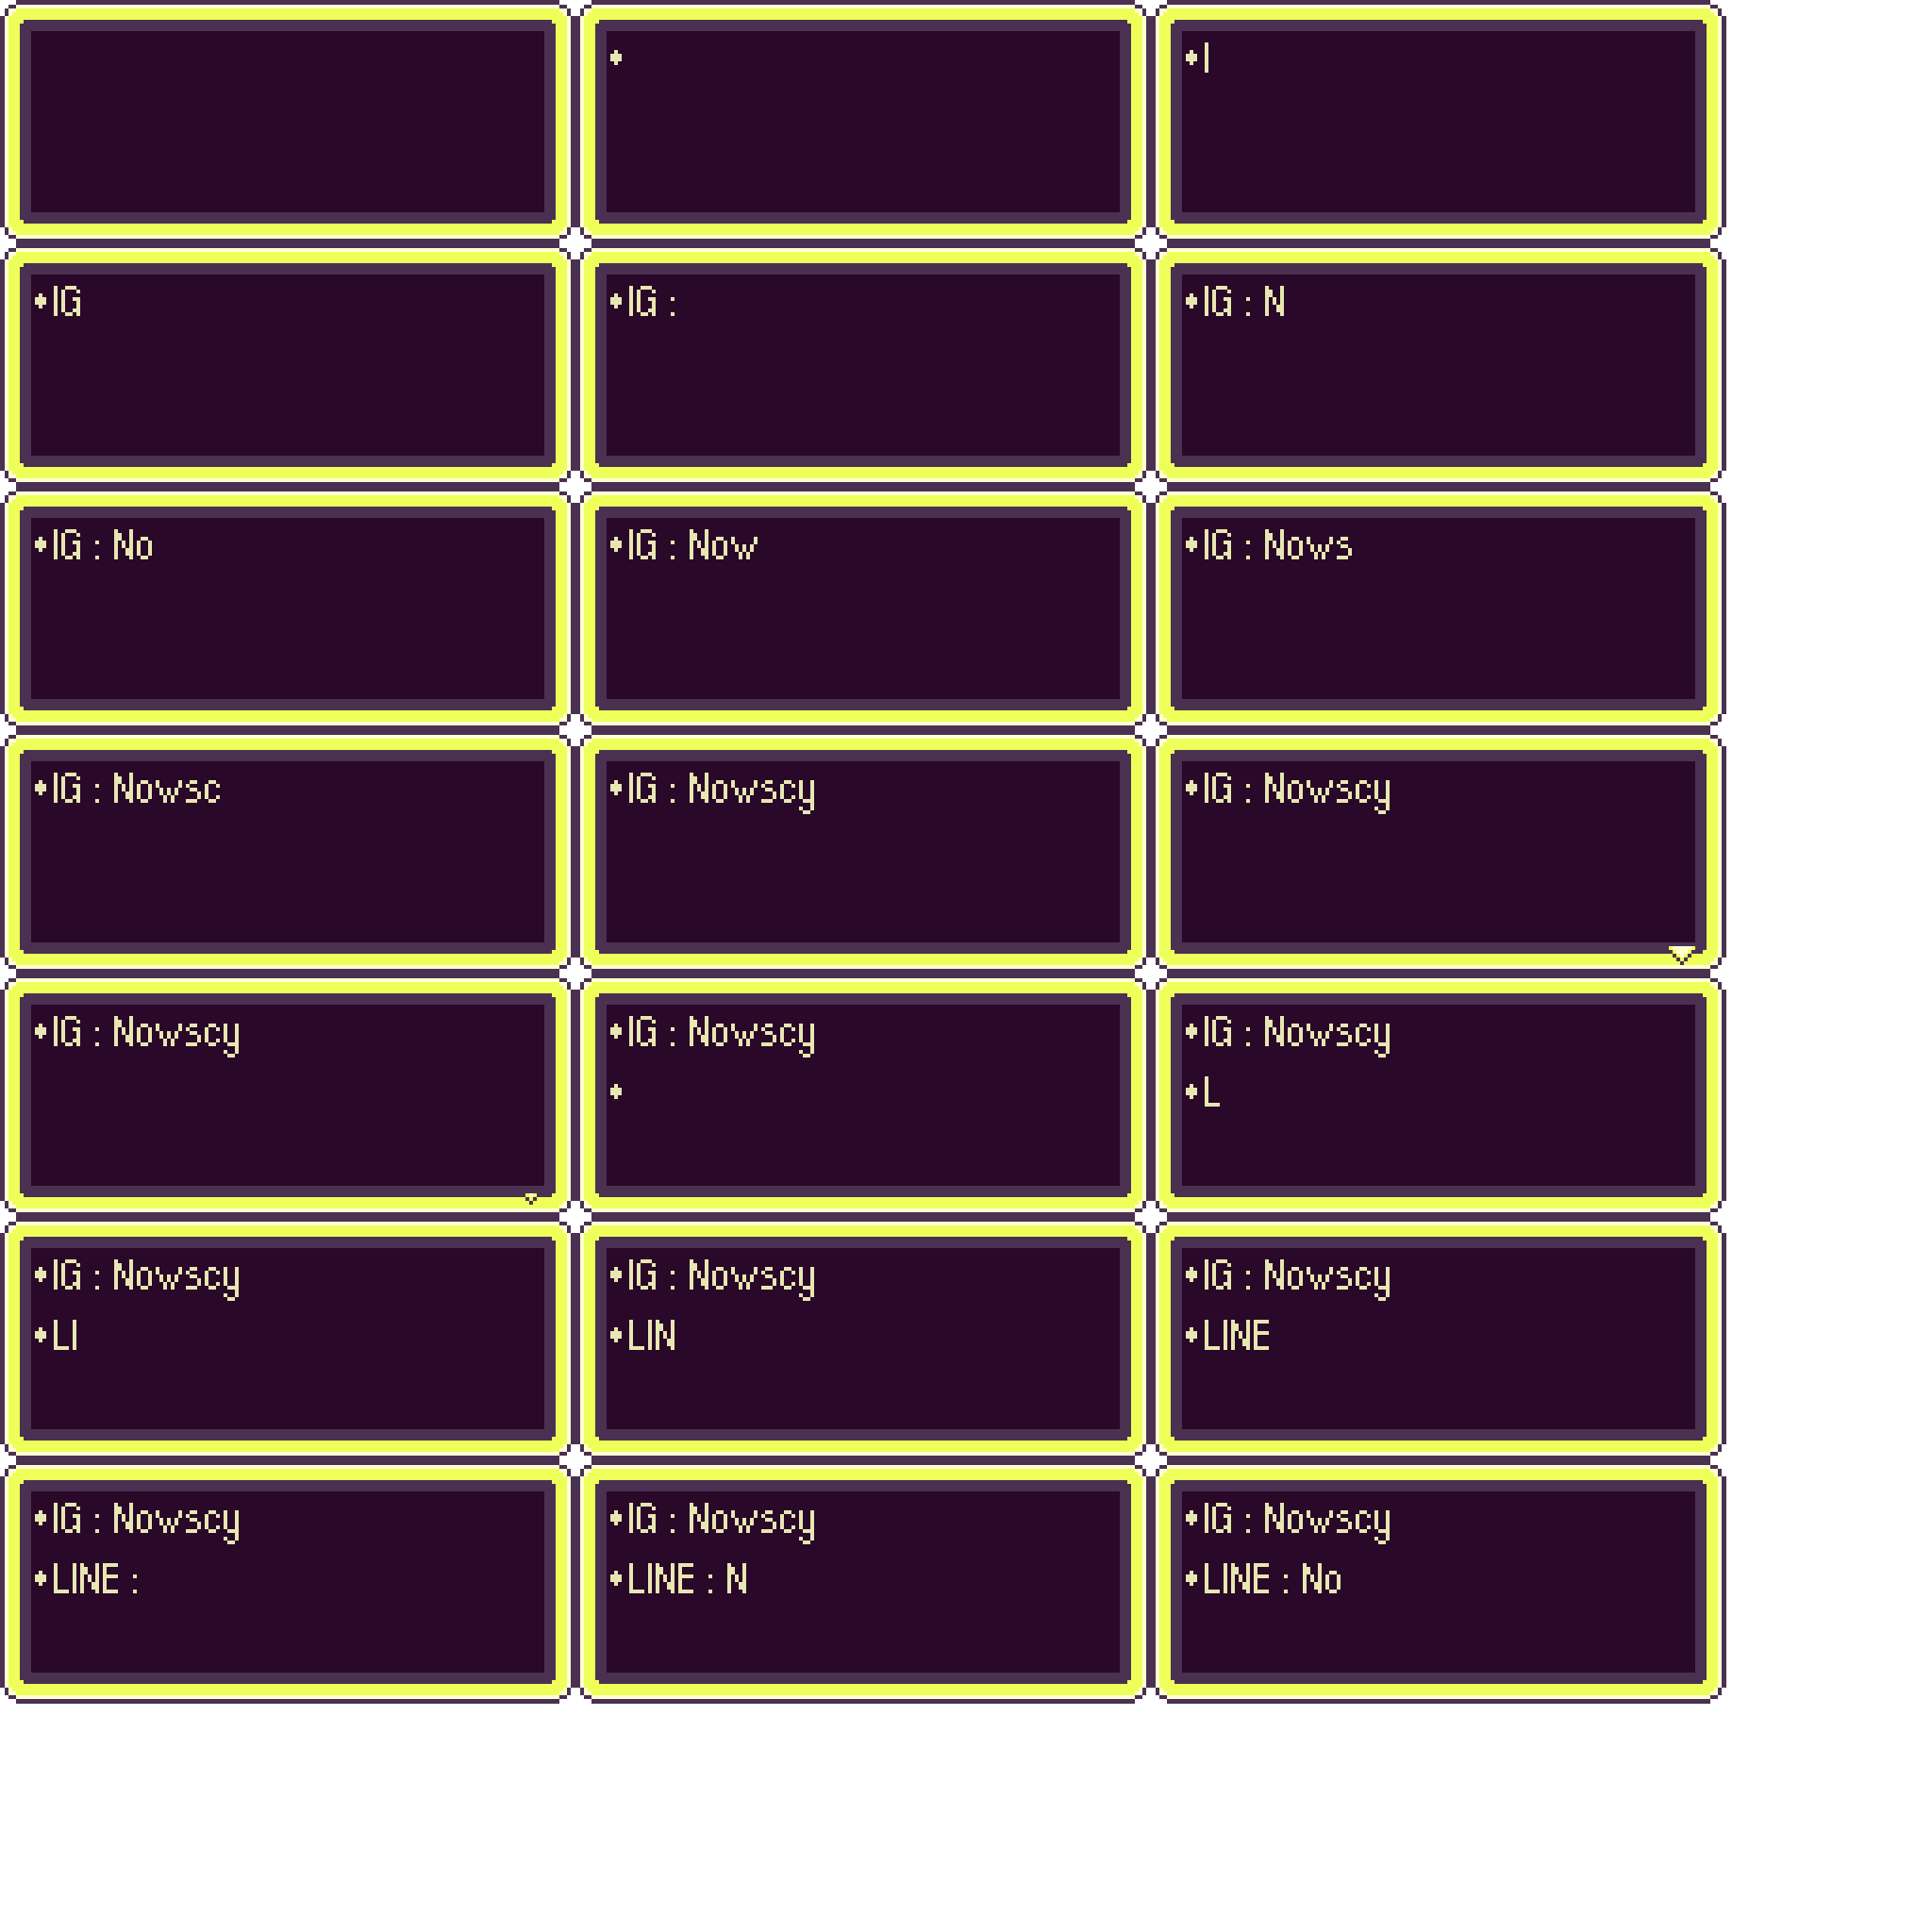 •
•I
•IG
•IG :
•IG : N
•IG : No
•IG : Now
•IG : Nows
•IG : Nowsc
•IG : Nowscy
•IG : Nowscy
•IG : Nowscy
•IG : Nowscy
•
•IG : Nowscy
•L
•IG : Nowscy
•LI
•IG : Nowscy
•LIN
•IG : Nowscy
•LINE
•IG : Nowscy
•LINE :
•IG : Nowscy
•LINE : N
•IG : Nowscy
•LINE : No